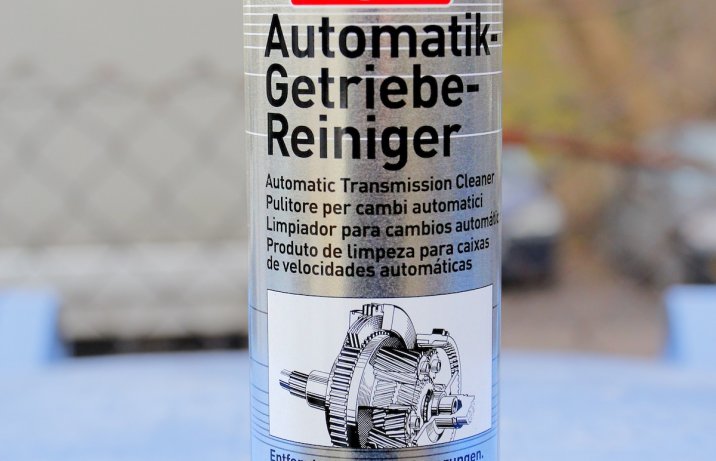 Automatik-
Getriebe-
Reiniger
Automatic Transmission Cleaner
Pulitore per cambi automatici
Limpiador para cambios automátic
Produto de limpeza para caixas
de velocidades automáticas